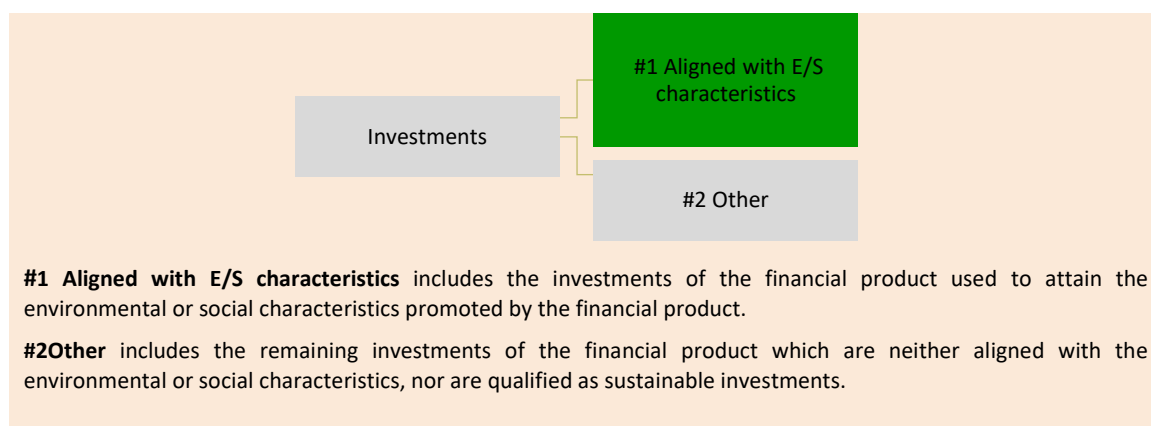 #1 Aligned with E/S
characteristics
Investments
#2 Other
#1 Aligned with E/S characteristics includes the investments of the financial product used to attain the
environmental or social characteristics promoted by the financial product.
#2Other includes the remaining investments of the financial product which are neither aligned with the
environmental or social characteristics, nor are qualified as sustainable investments.